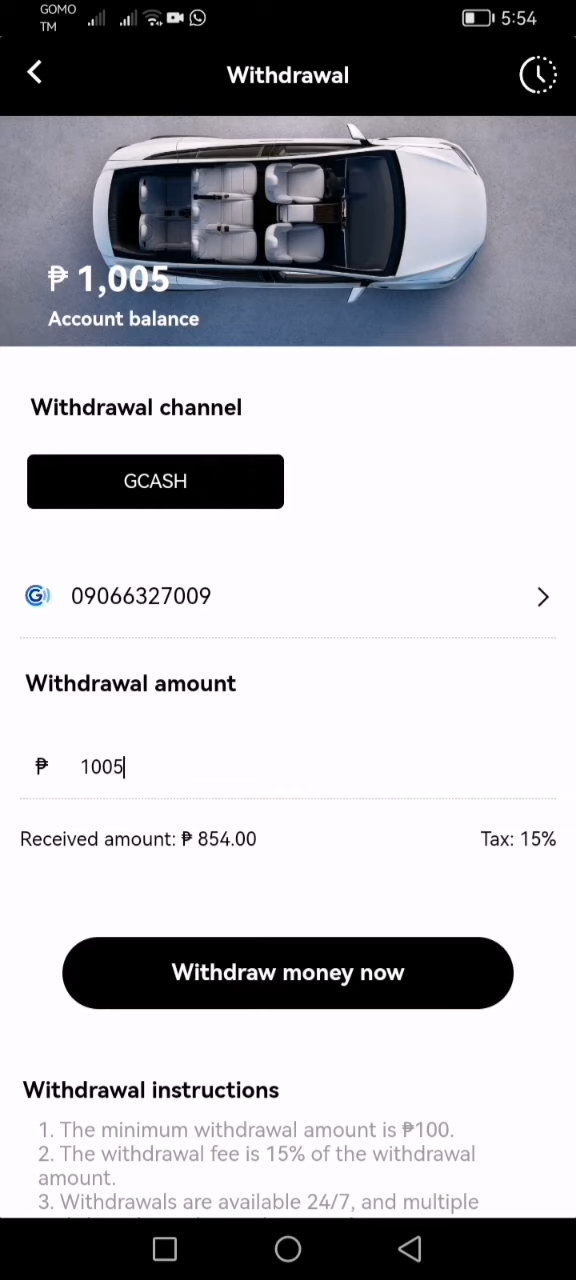 GOMO
TM
5:54
Withdrawal
₱ 1,005
Account balance
Withdrawal channel
GCASH
G 09066327009
Withdrawal amount
₱ 1005
Received amount: ₱ 854.00 Tax: 15%
Withdraw money now
Withdrawal instructions
1. The minimum withdrawal amount is ₱100.
2. The withdrawal fee is 15% of the withdrawal
amount.
3. Withdrawals are available 24/7, and multiple